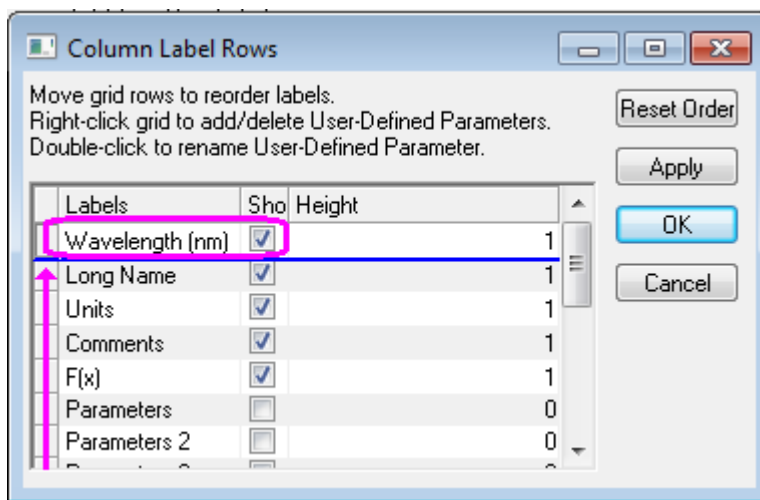 Column Label Rows
Move grid rows to reorder labels.
Right-click grid to add/delete User-Defined Parameters.
Double-click to rename User-Defined Parameter.
Reset Order
Apply
OK
Cancel
Labels Sho Height
Wavelength (nm) 1
Long Name 1
Units 1
Comments 1
F(x) 1
Parameters 0
Parameters 2 0